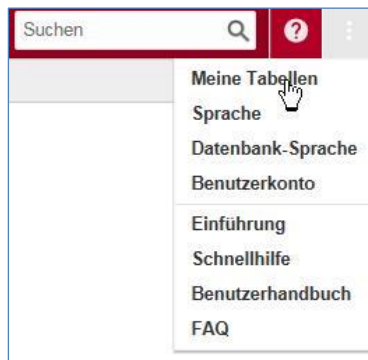 Suchen
Meine Tabellen
Sprache
Datenbank-Sprache
Benutzerkonto
Einführung
Schnellhilfe
Benutzerhandbuch
FAQ